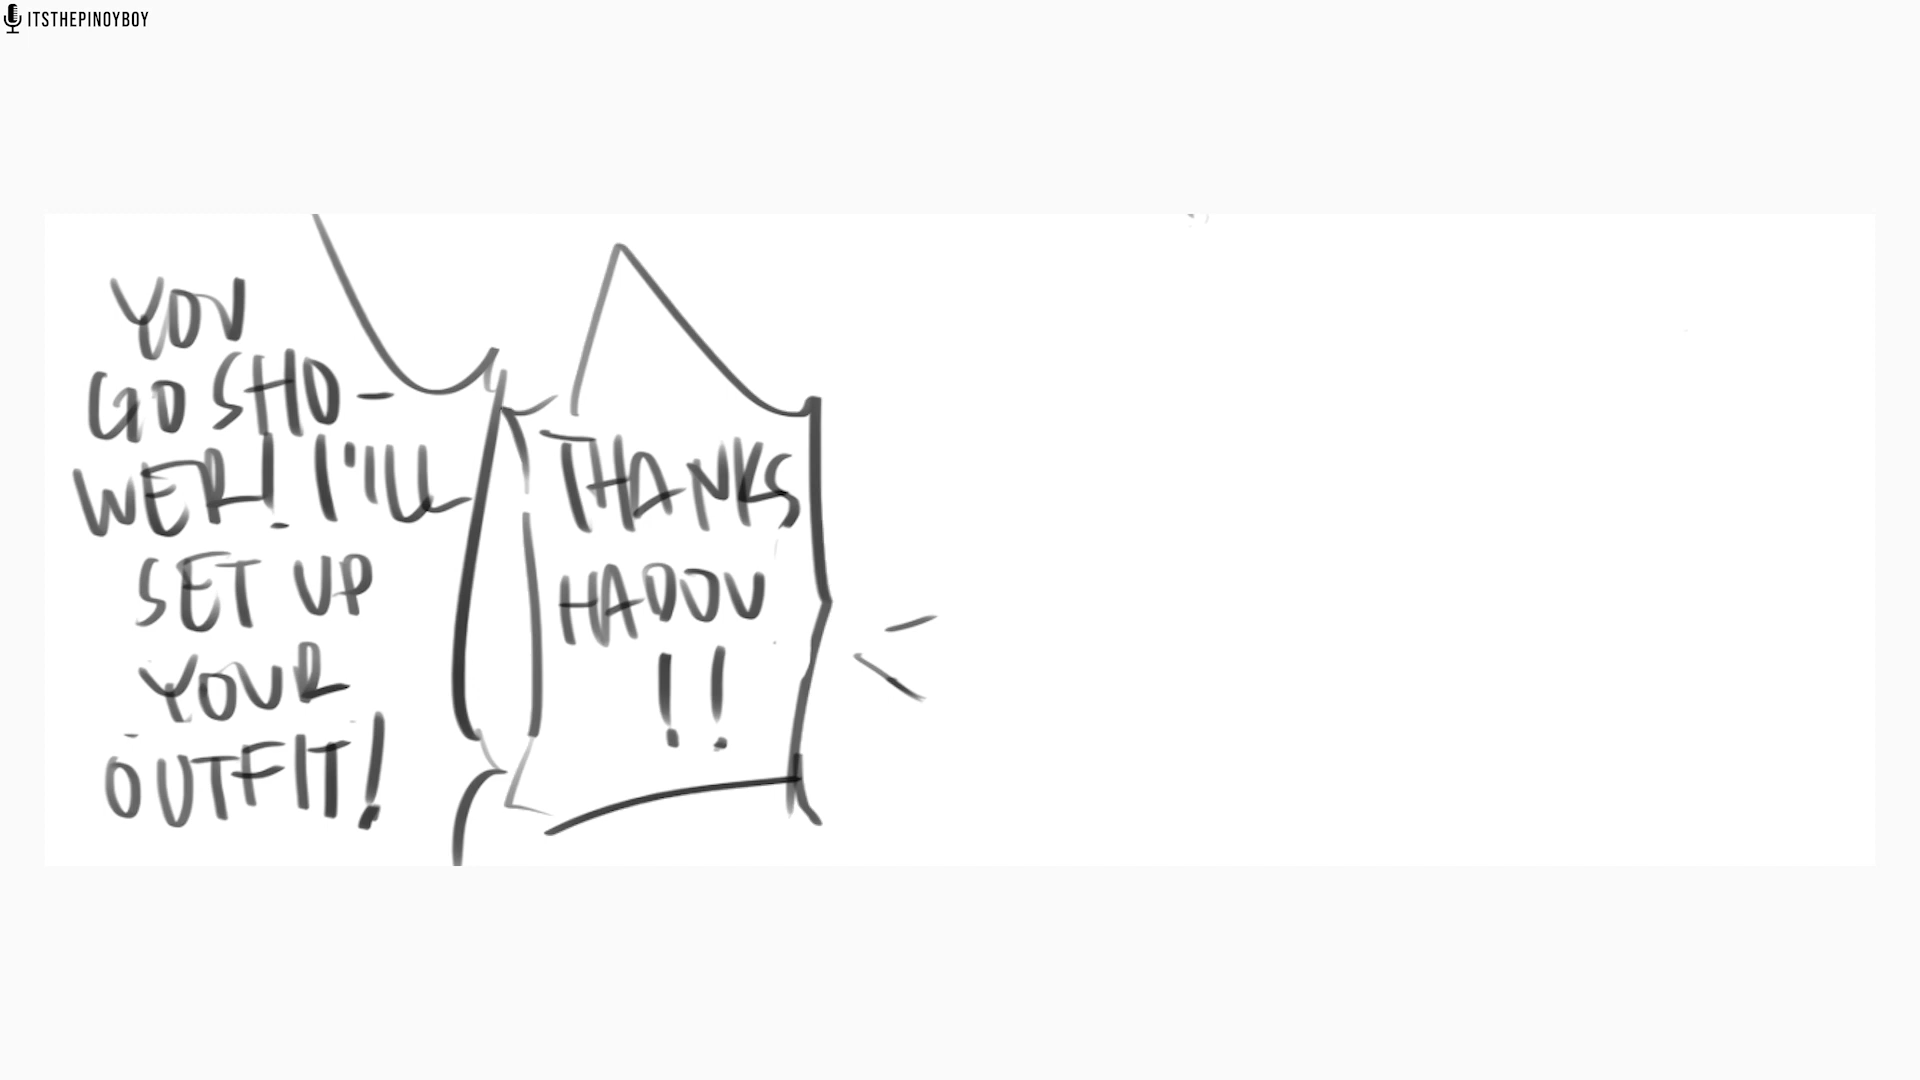 ITSTHEPINOYBOY
YOU
GO SHO-
WER! I'LL
SET UP
YOUR
OUTFIT!
THANKS
HADOU
!!